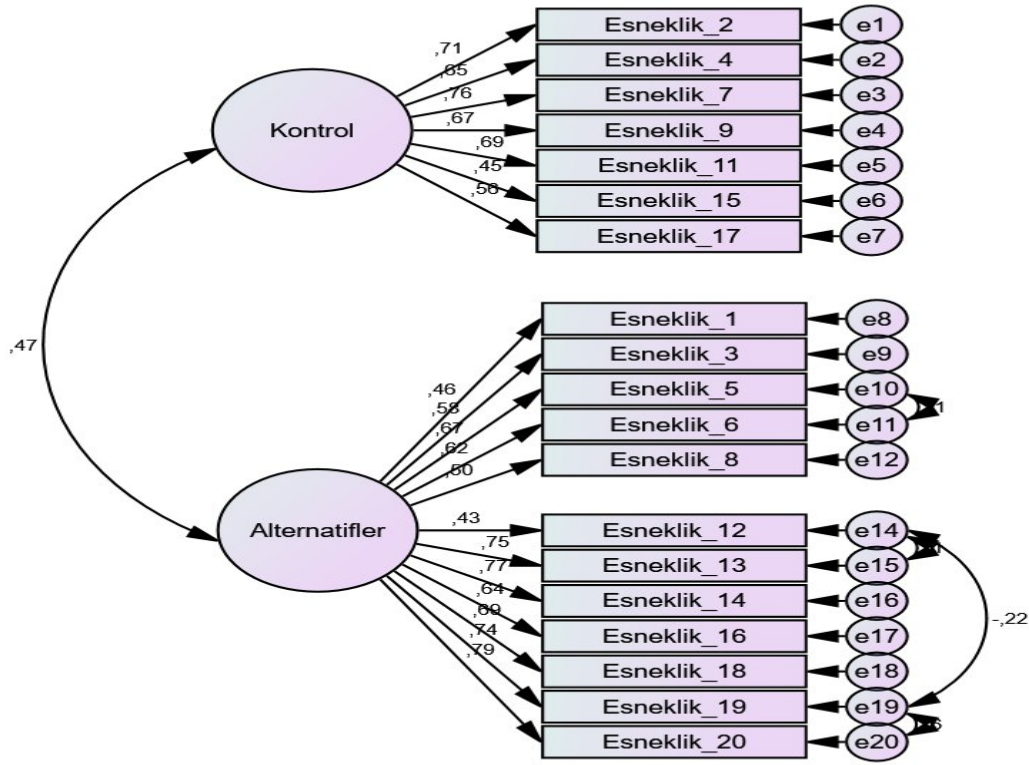 Kontrol
,71
,65
,76
,67
,69
,45
,58
Esneklik_2
e1
Esneklik_4
e2
Esneklik_7
e3
Esneklik_9
e4
Esneklik_11
e5
Esneklik_15
e6
Esneklik_17
e7
,47
Alternatifler
,46
,58
,67
,62
,50
,43
,75
,77
,64
,69
,74
,79
Esneklik_1
e8
Esneklik_3
e9
Esneklik_5
e10
Esneklik_6
e11
Esneklik_8
e12
Esneklik_12
e14
Esneklik_13
e15
Esneklik_14
e16
Esneklik_16
e17
Esneklik_18
e18
Esneklik_19
e19
Esneklik_20
e20
-,22